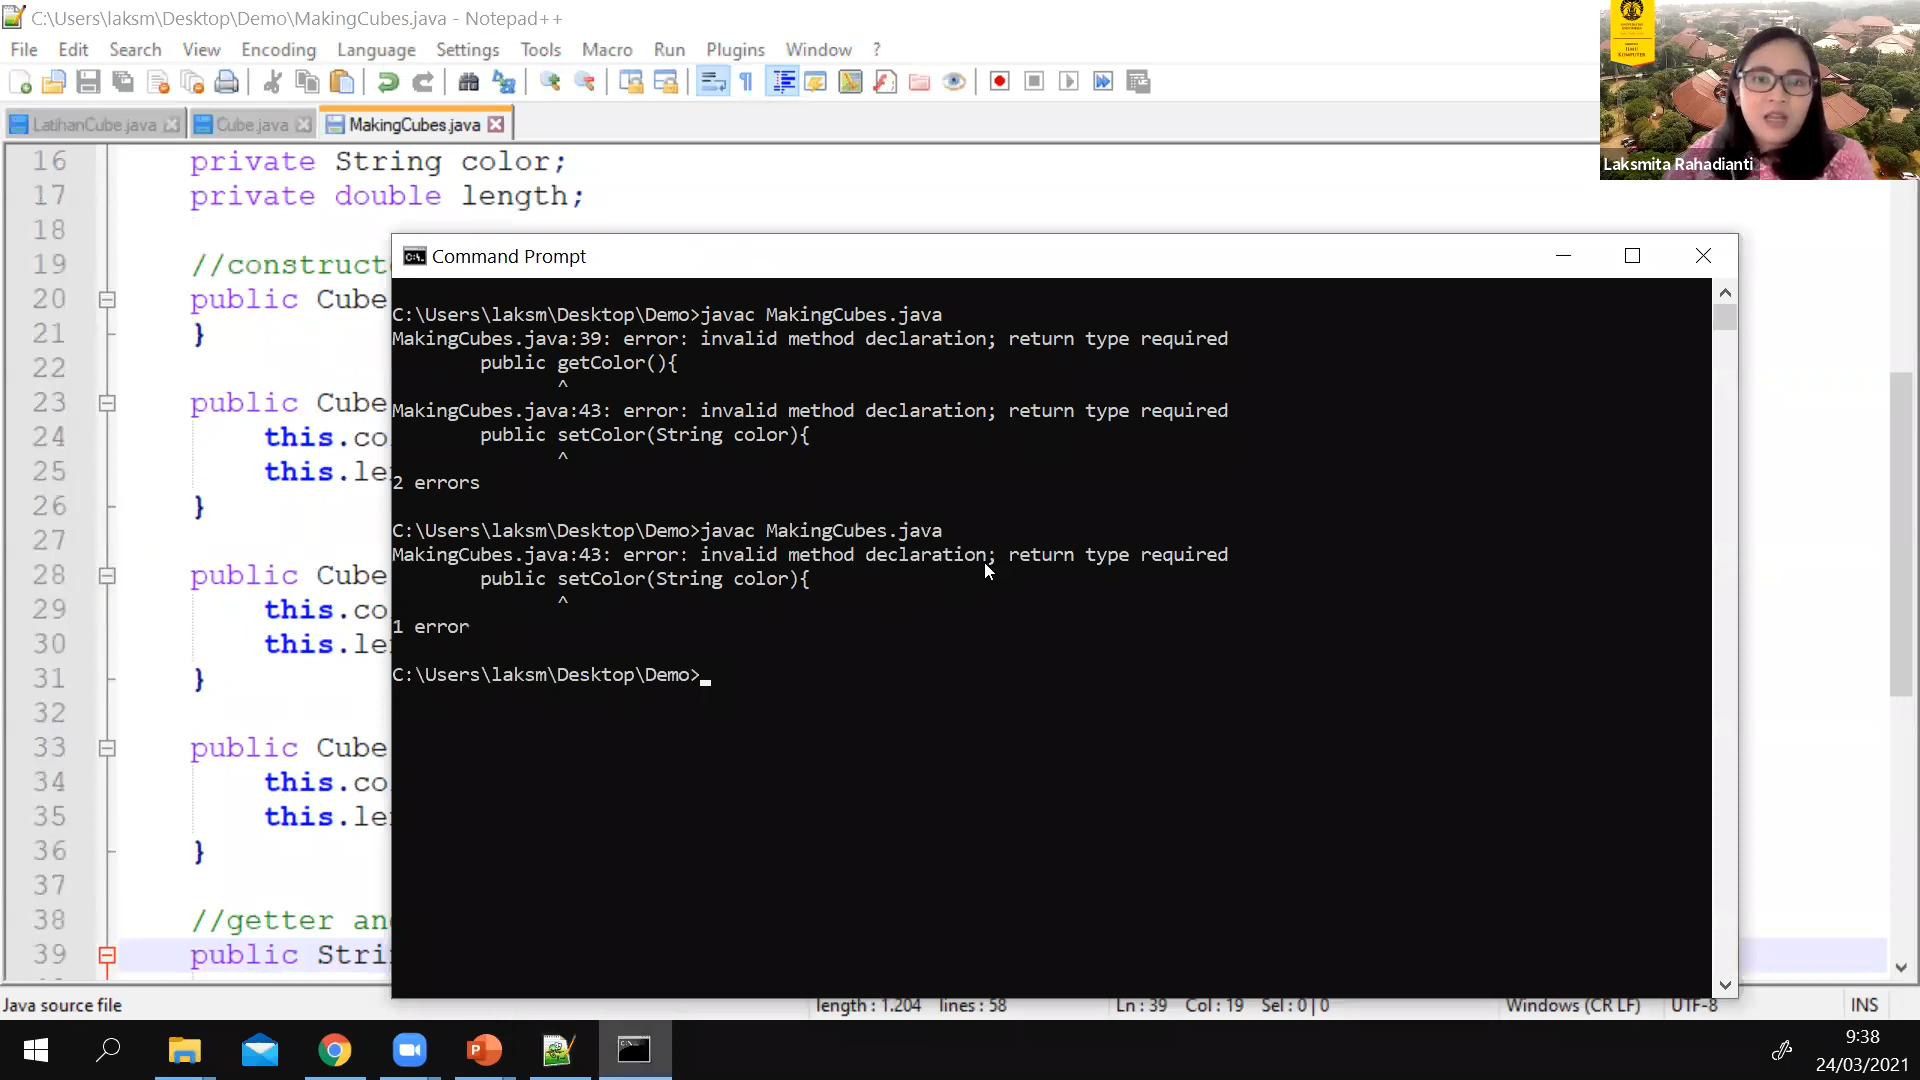 C:\Users\laksm\Desktop\Demo\MakingCubes.java - Notepad++
File Edit Search View Encoding Language Settings Tools Macro Run Plugins Window ?
LatihanCube.java Cube.java MakingCubes.java
Laksmita Rahadianti
16 private String color;
17 private double length;
18
19 //construct
20 public Cube
21 }
22
23 public Cube
24 this.co
25 this.le
26 }
27
28 public Cube
29 this.co
30 this.le
31 }
32
33 public Cube
34 this.co
35 this.le
36 }
37
38 //getter an
39 public Stri
Command Prompt
C:\Users\laksm\Desktop\Demo>javac MakingCubes.java
MakingCubes.java:39: error: invalid method declaration; return type required
public getColor(){
^
MakingCubes.java:43: error: invalid method declaration; return type required
public setColor(String color){
^
2 errors
C:\Users\laksm\Desktop\Demo>javac MakingCubes.java
MakingCubes.java:43: error: invalid method declaration; return type required
public setColor(String color){
^
1 error
C:\Users\laksm\Desktop\Demo>_
Java source file length : 1.204 lines : 58 Ln : 39 Col : 19 Sel : 0 | 0 Windows (CR LF) UTF-8 INS
9:38
24/03/2021